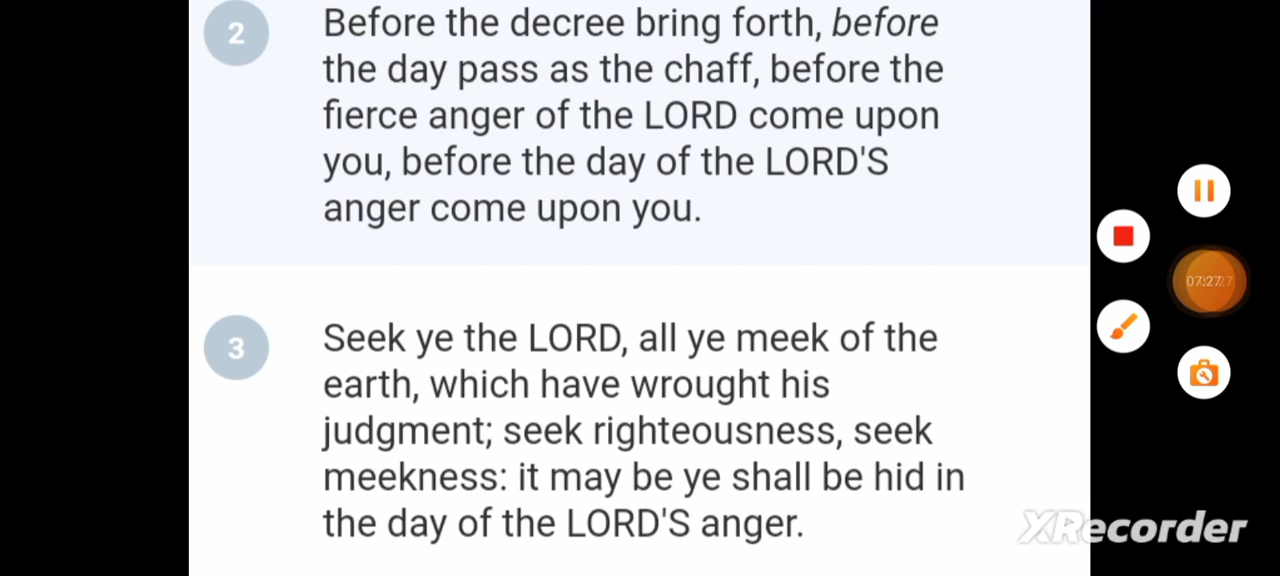 2
Before the decree bring forth, before
the day pass as the chaff, before the
fierce anger of the LORD come upon
you, before the day of the LORD'S
anger come upon you.
3
Seek ye the LORD, all ye meek of the
earth, which have wrought his
judgment; seek righteousness, seek
meekness: it may be ye shall be hid in
the day of the LORD'S anger.
07:27
XRecorder